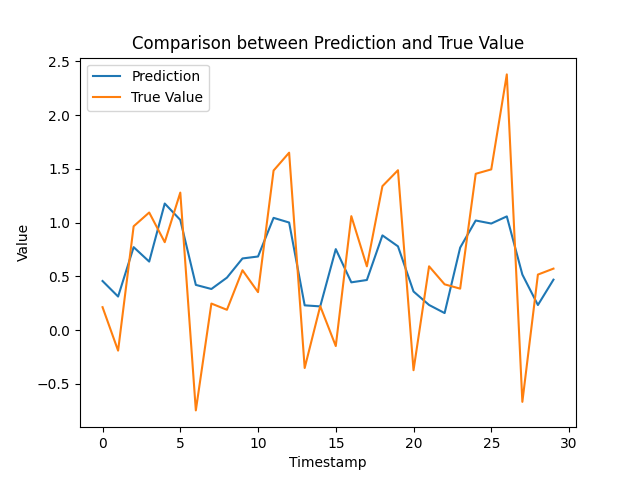 Comparison between Prediction and True Value
Prediction
True Value
2.5
2.0
1.5
1.0
0.5
0.0
−0.5
Value
0 5 10 15 20 25 30
Timestamp